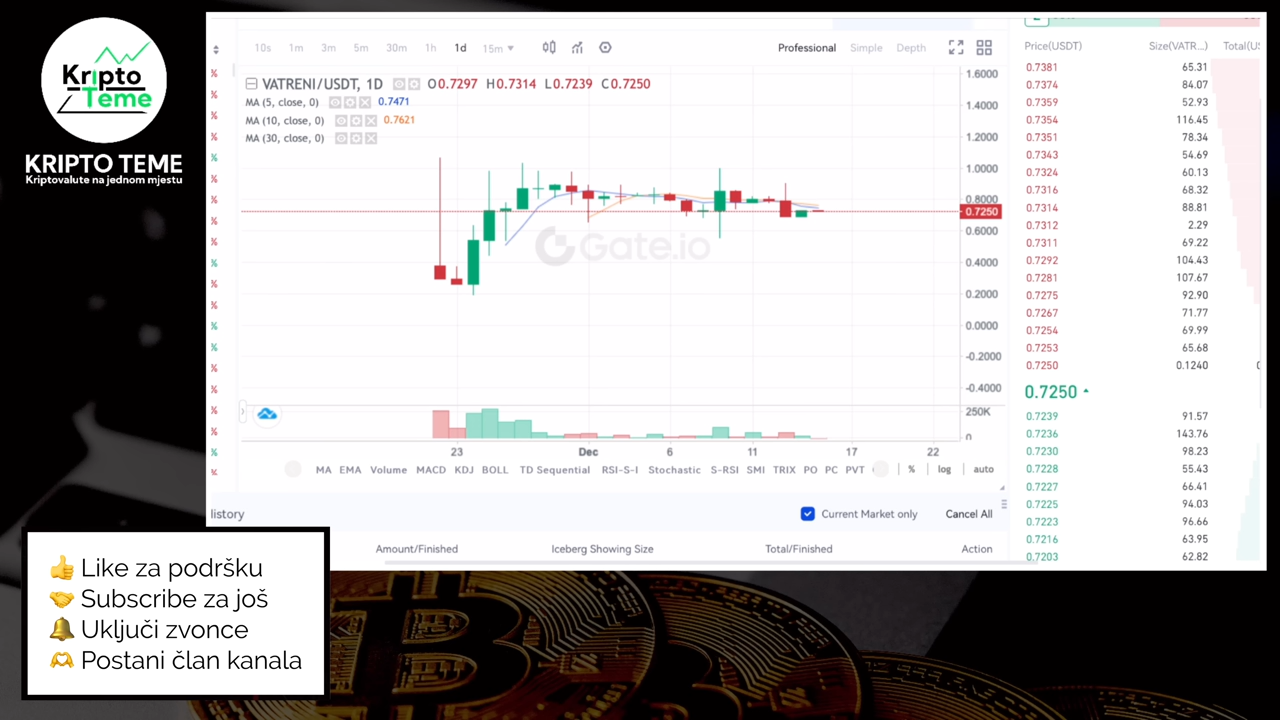 Kripto
Teme
KRIPTO TEME
Kriptovalute na jednom mjestu
10s 1m 3m 5m 30m 1h 1d 15m
Professional Simple Depth
VATRENI/USDT, 1D O0.7297 H0.7314 L0.7239 C0.7250
MA (5, close, 0) 0.7471
MA (10, close, 0) 0.7621
MA (30, close, 0)
Gate.io
1.6000
1.4000
1.2000
1.0000
0.8000
0.7250
0.6000
0.4000
0.2000
0.0000
-0.2000
-0.4000
250K
0
23 Dec 6 11 17 22
MA EMA Volume MACD KDJ BOLL TD Sequential RSI-S-I Stochastic S-RSI SMI TRIX PO PC PVT % log auto
listory
Current Market only Cancel All
Amount/Finished Iceberg Showing Size Total/Finished Action
Price(USDT) Size(VATR...) Total(US
0.7381 65.31
0.7374 84.07
0.7359 52.93
0.7354 116.45
0.7351 78.34
0.7343 54.69
0.7324 60.13
0.7316 68.32
0.7314 88.81
0.7312 2.29
0.7311 69.22
0.7292 104.43
0.7281 107.67
0.7275 92.90
0.7267 71.77
0.7254 69.99
0.7253 65.68
0.7250 0.1240
0.7250
0.7239 91.57
0.7236 143.76
0.7230 98.23
0.7228 55.43
0.7227 66.41
0.7225 94.03
0.7223 96.66
0.7216 63.95
0.7203 62.82
👍 Like za podršku
🤝 Subscribe za još
🔔 Uključi zvonce
🫶 Postani član kanala